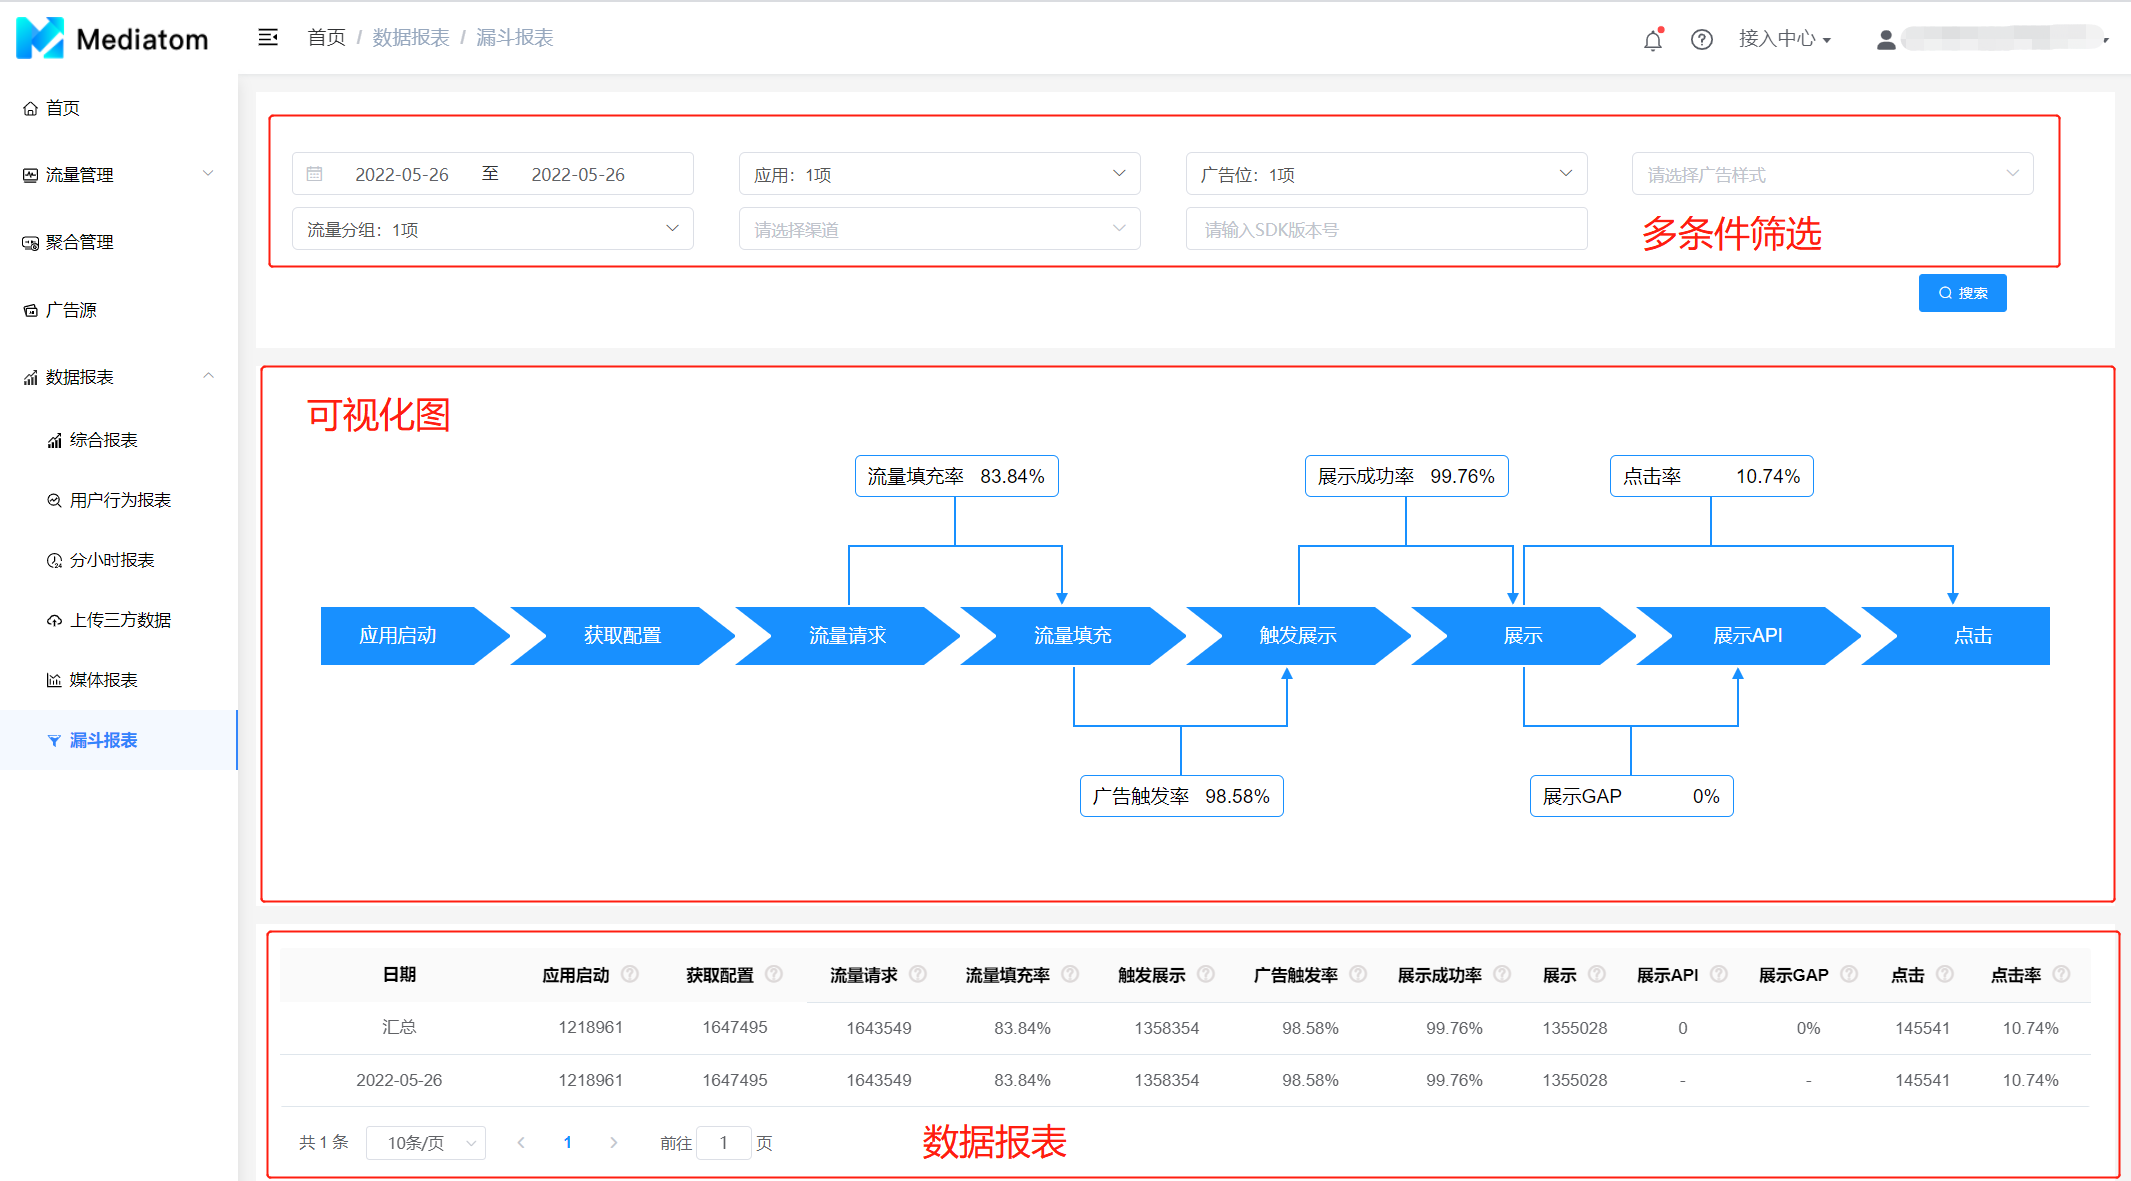 Mediatom
首页 / 数据报表 / 漏斗报表
接入中心
首页
流量管理
聚合管理
广告源
数据报表
综合报表
用户行为报表
分小时报表
上传三方数据
媒体报表
漏斗报表
2022-05-26 至 2022-05-26
应用：1项
广告位：1项
请选择广告样式
流量分组：1项
请选择渠道
请输入SDK版本号
多条件筛选
搜索
可视化图
流量填充率 83.84%
展示成功率 99.76%
点击率 10.74%
应用启动
获取配置
流量请求
流量填充
触发展示
展示
展示API
点击
广告触发率 98.58%
展示GAP 0%
日期 应用启动 获取配置 流量请求 流量填充率 触发展示 广告触发率 展示成功率 展示 展示API 展示GAP 点击 点击率
汇总 1218961 1647495 1643549 83.84% 1358354 98.58% 99.76% 1355028 0 0% 145541 10.74%
2022-05-26 1218961 1647495 1643549 83.84% 1358354 98.58% 99.76% 1355028 - - 145541 10.74%
共 1 条 10条/页 1 前往 1 页
数据报表